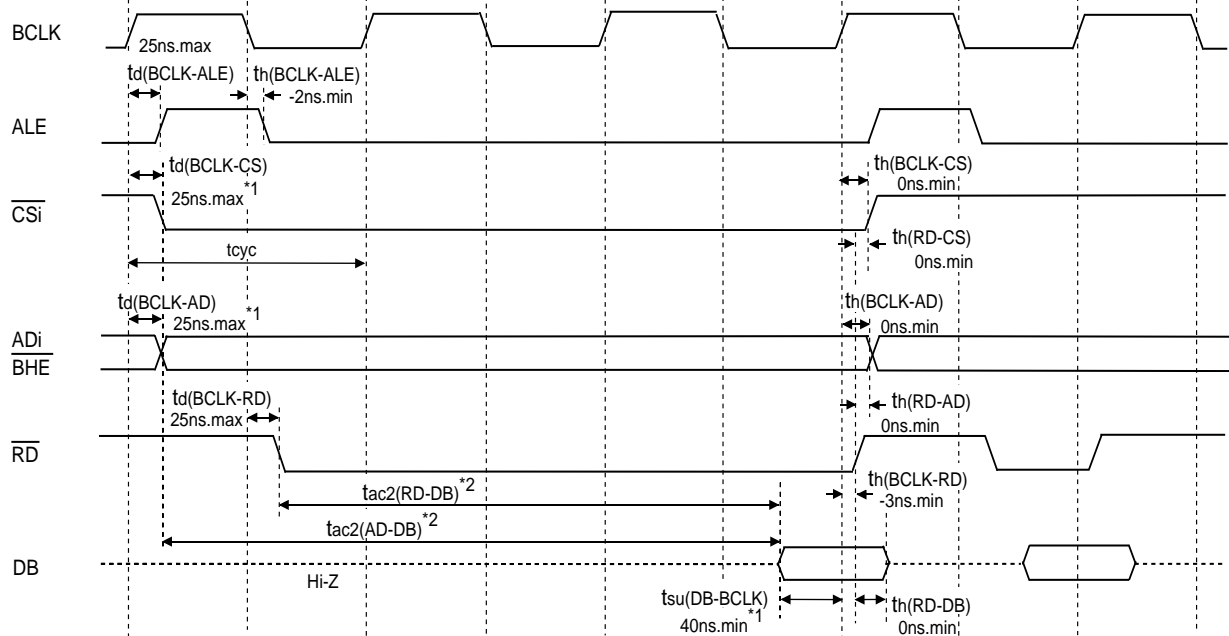 BCLK
25ns.max
td(BCLK-ALE)
th(BCLK-ALE)
-2ns.min
ALE
td(BCLK-CS)
25ns.max*1
th(BCLK-CS)
0ns.min
CSi
th(RD-CS)
0ns.min
tcyc
td(BCLK-AD)
25ns.max*1
th(BCLK-AD)
0ns.min
ADi
BHE
td(BCLK-RD)
25ns.max
th(RD-AD)
0ns.min
RD
th(BCLK-RD)
-3ns.min
tac2(RD-DB)*2
tac2(AD-DB)*2
DB
Hi-Z
tsu(DB-BCLK)
40ns.min*1
th(RD-DB)
0ns.min